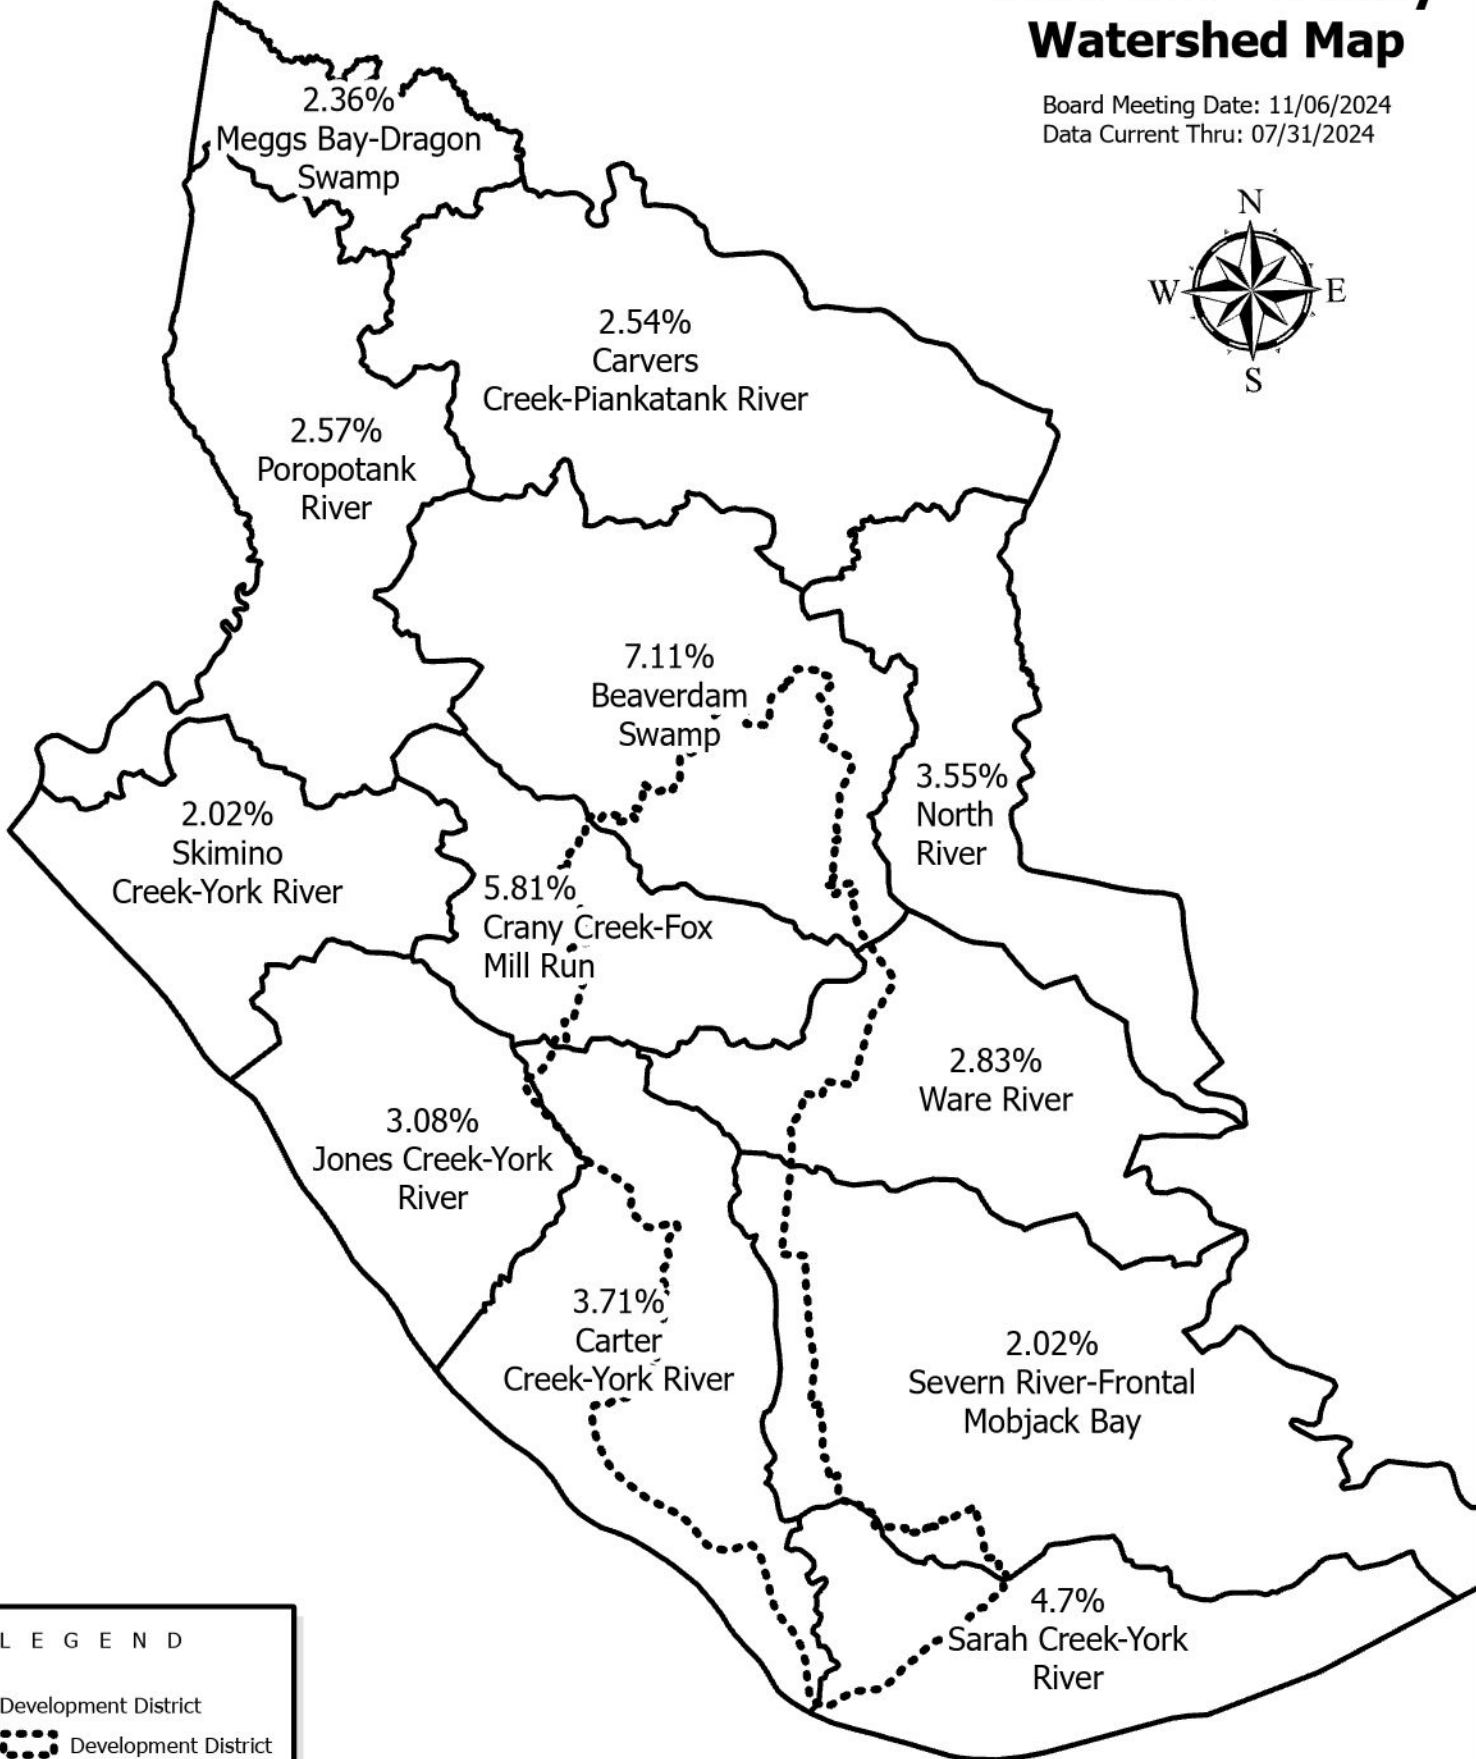 Watershed Map
Board Meeting Date: 11/06/2024
Data Current Thru: 07/31/2024
N
W
E
S
2.36%
Meggs Bay-Dragon
Swamp
2.54%
Carvers
Creek-Piankatank River
2.57%
Poropotank
River
7.11%
Beaverdam
Swamp
3.55%
North
River
2.02%
Skimino
Creek-York River
5.81%
Crany Creek-Fox
Mill Run
2.83%
Ware River
3.08%
Jones Creek-York
River
3.71%
Carter
Creek-York River
2.02%
Severn River-Frontal
Mobjack Bay
4.7%
Sarah Creek-York
River
LEGEND
Development District
Development District